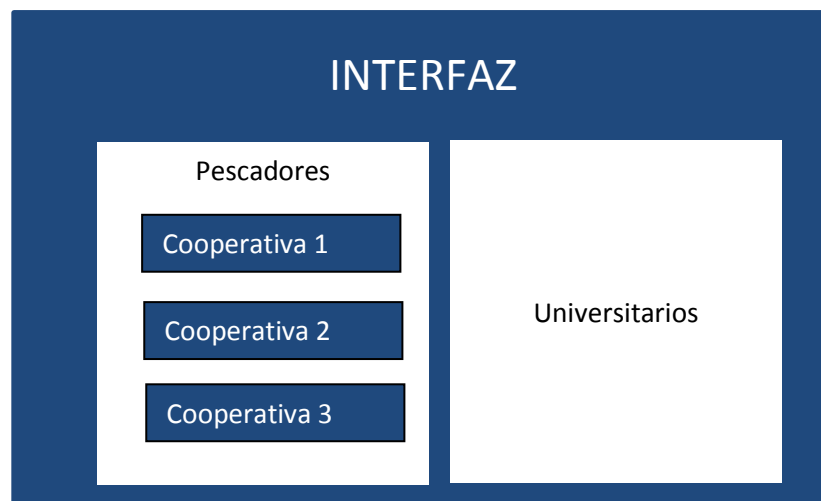 INTERFAZ
Pescadores
Cooperativa 1
Cooperativa 2
Cooperativa 3
Universitarios